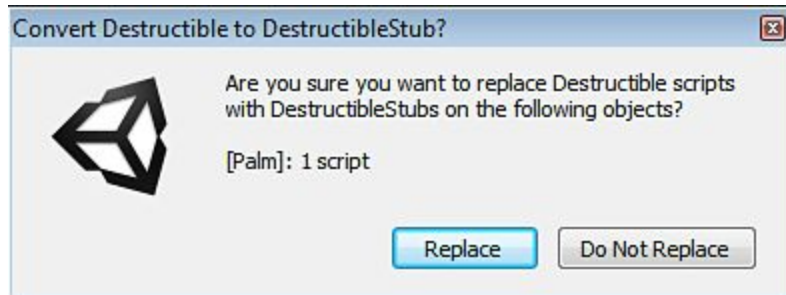 Convert Destructible to DestructibleStub?
Are you sure you want to replace Destructible scripts
with DestructibleStubs on the following objects?
[Palm]: 1 script
Replace
Do Not Replace